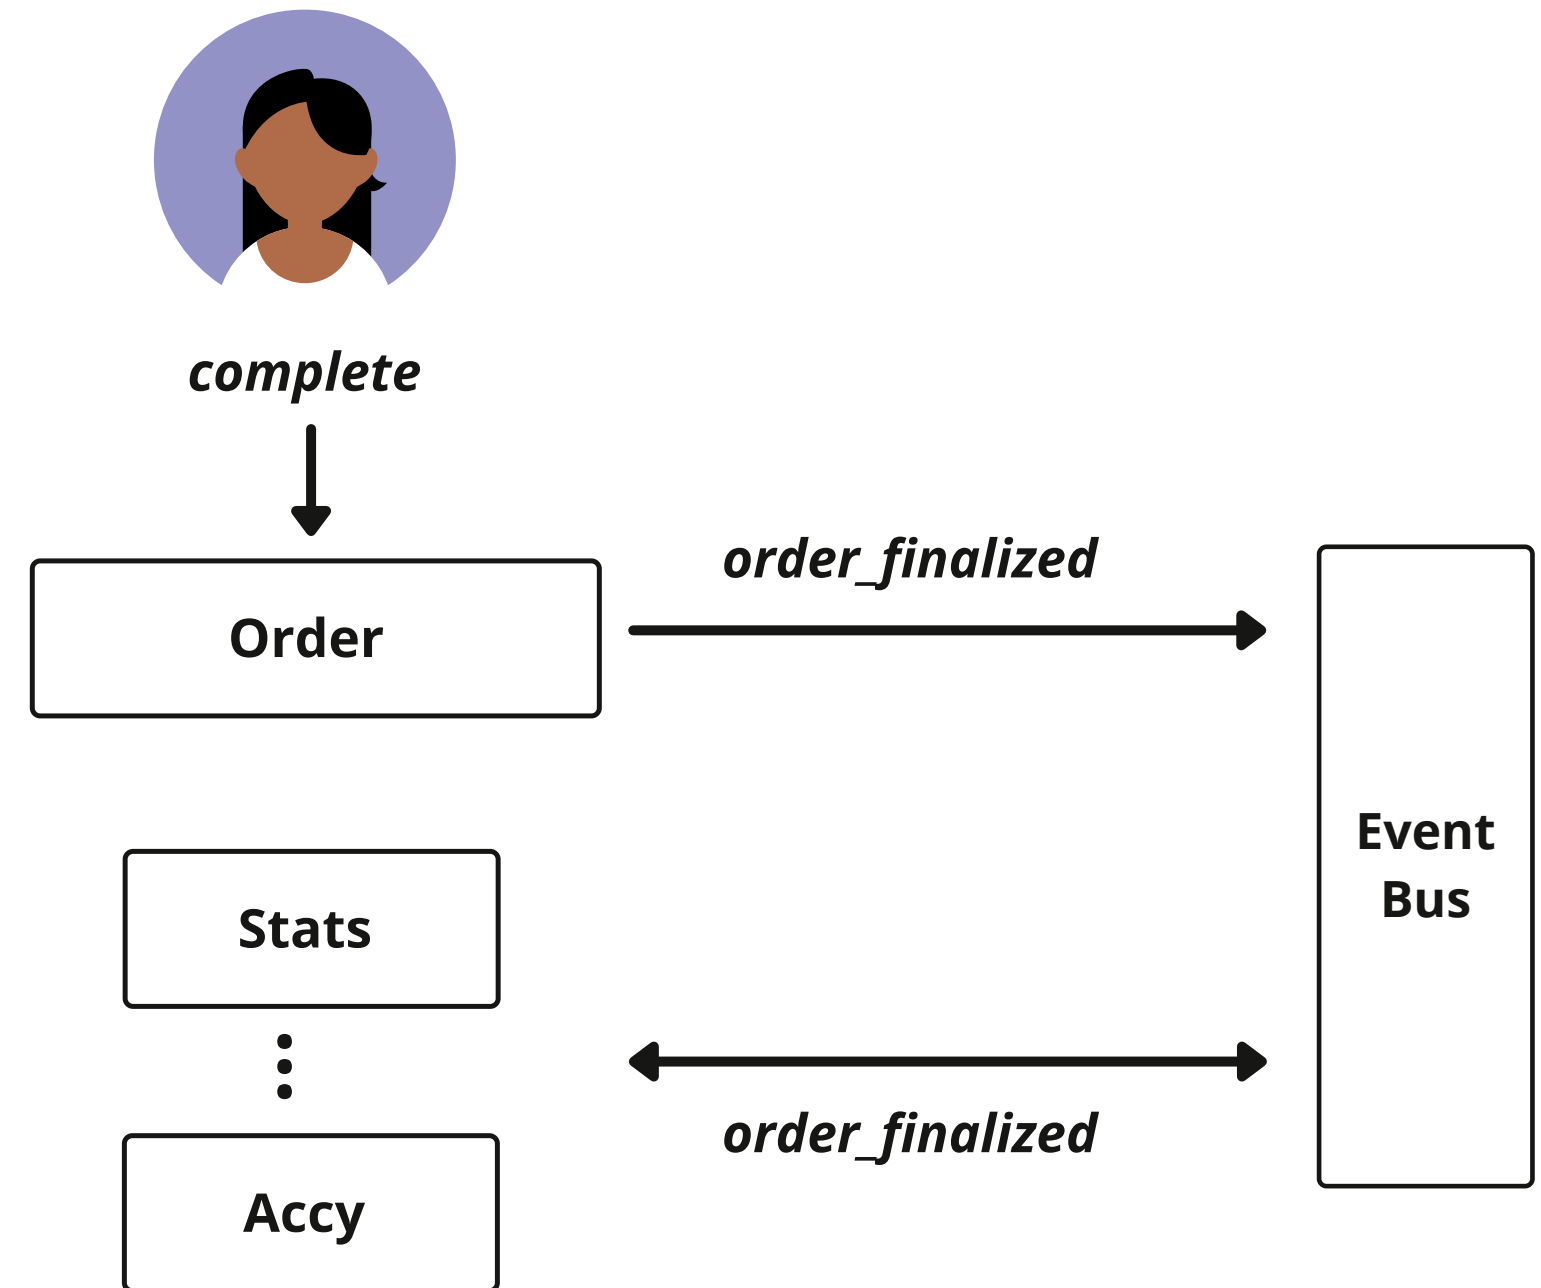 complete
order_finalized
Order
Event
Bus
Stats
order_finalized
Accy